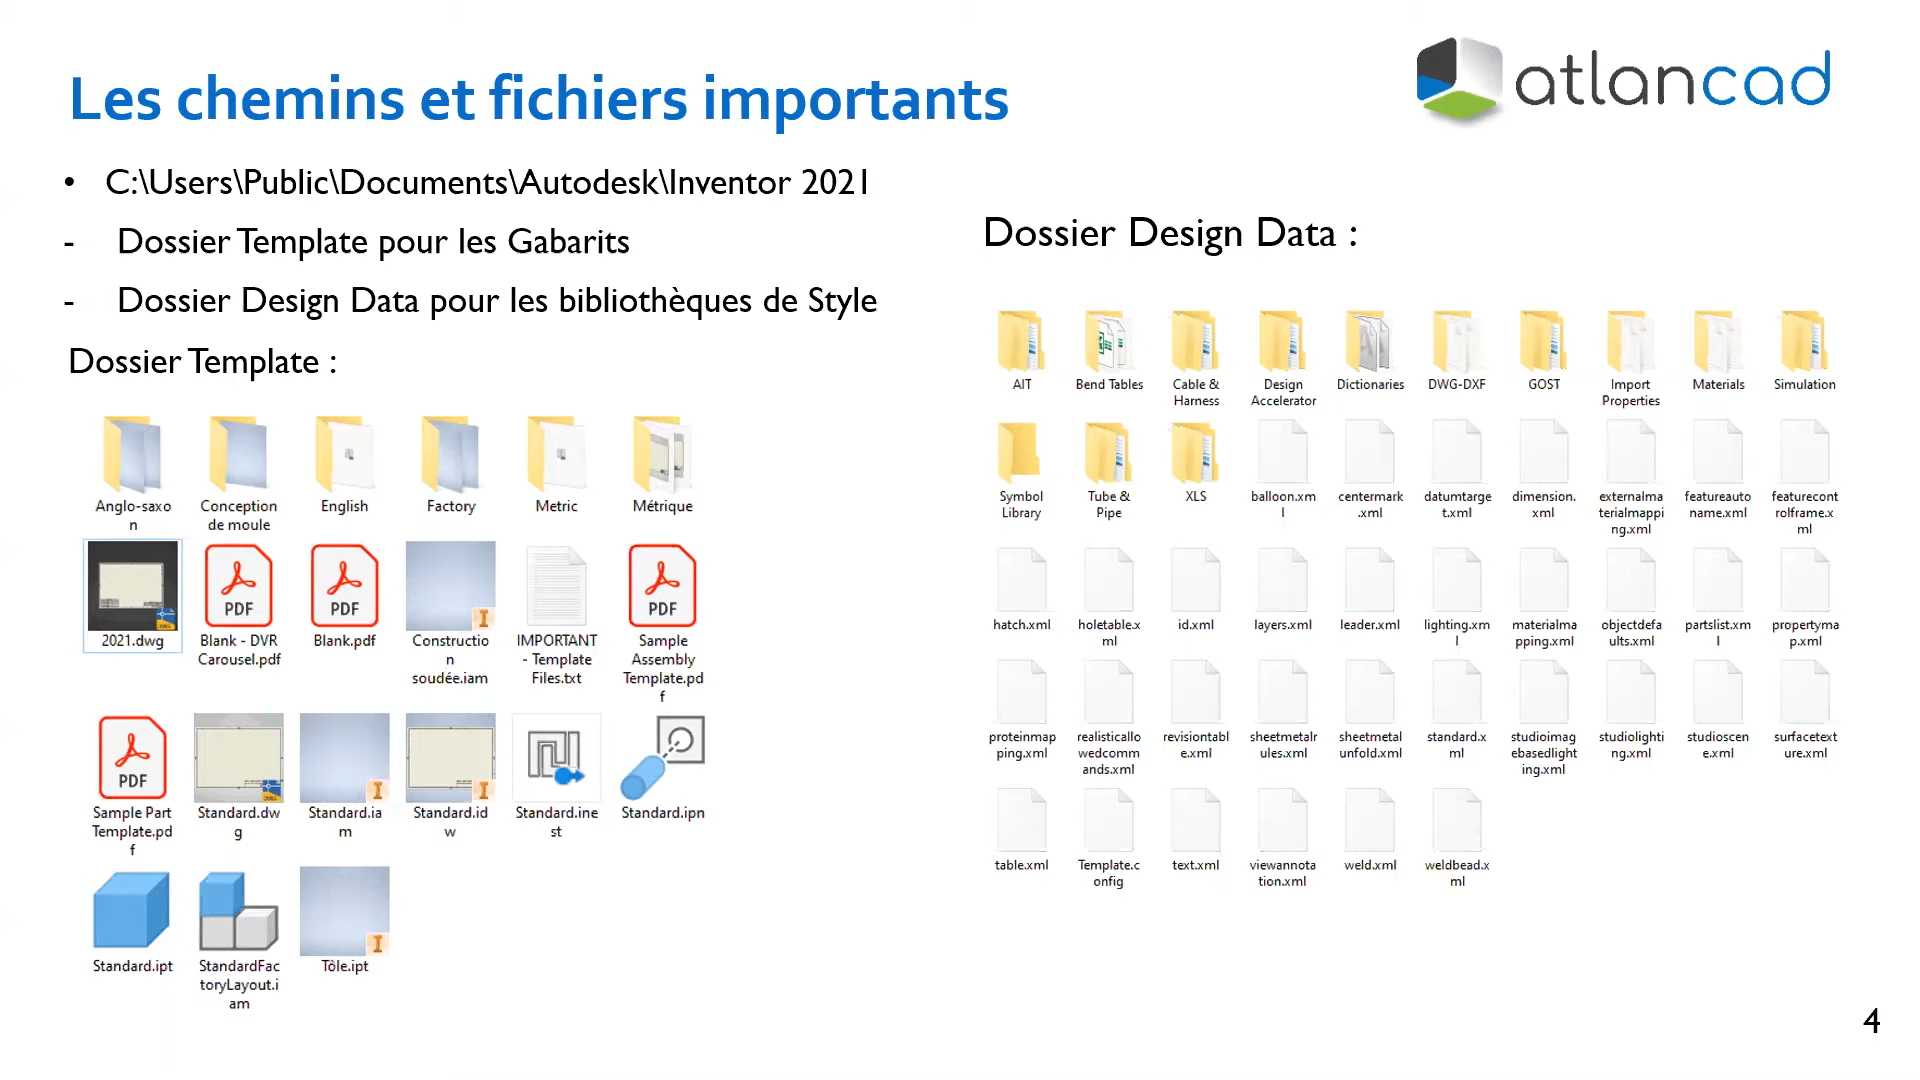 Les chemins et fichiers importants
atlancad
• C:\Users\Public\Documents\Autodesk\Inventor 2021
- Dossier Template pour les Gabarits
- Dossier Design Data pour les bibliothèques de Style
Dossier Template :
Anglo-saxo
n
Conception
de moule
English
Factory
Metric
Métrique
2021.dwg
PDF
Blank - DVR
Carousel.pdf
PDF
Blank.pdf
Constructio
n
soudée.iam
IMPORTANT
- Template
Files.txt
PDF
Sample
Assembly
Template.pd
f
PDF
Sample Part
Template.pd
f
Standard.dw
g
Standard.ia
m
Standard.id
w
Standard.ine
st
Standard.ipn
Standard.ipt
StandardFac
toryLayout.i
am
Tôle.ipt
Dossier Design Data :
AIT
Bend Tables
Cable &
Harness
Design
Accelerator
Dictionaries
DWG-DXF
GOST
Import
Properties
Materials
Simulation
Symbol
Library
Tube &
Pipe
XLS
balloon.xm
l
centermark
.xml
datumtarge
t.xml
dimension.
xml
externalma
terialmappi
ng.xml
featureauto
name.xml
featurecont
rolframe.x
ml
hatch.xml
holetable.x
ml
id.xml
layers.xml
leader.xml
lighting.xm
l
materialma
pping.xml
objectdefa
ults.xml
partslist.xm
l
propertyma
p.xml
proteinmap
ping.xml
realisticallo
wedcomm
ands.xml
revisiontabl
e.xml
sheetmetalr
ules.xml
sheetmetal
unfold.xml
standard.x
ml
studioimag
ebasedlight
ing.xml
studiolighti
ng.xml
studioscen
e.xml
surfacetext
ure.xml
table.xml
Template.c
onfig
text.xml
viewannota
tion.xml
weld.xml
weldbead.x
ml
4